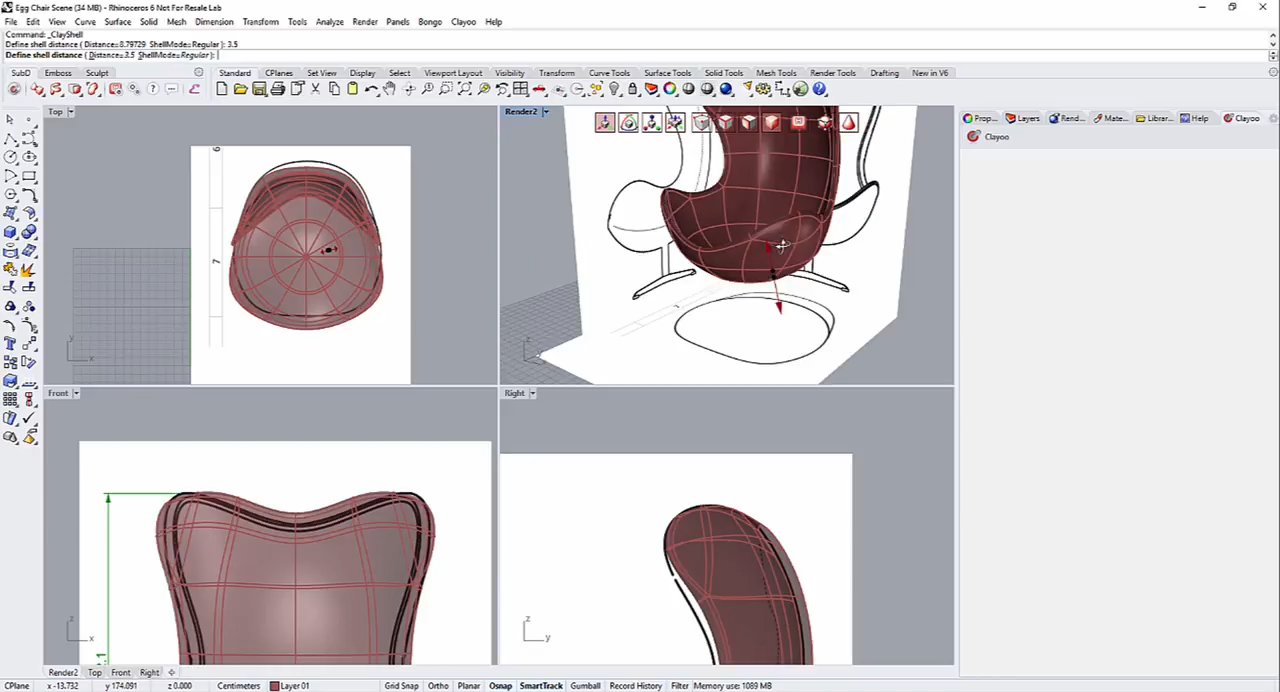 Egg Chair Scene (34 MB) - Rhinoceros 6 Not For Resale Lab
File Edit View Curve Surface Solid Mesh Dimension Transform Tools Analyze Render Panels Bongo Clayoo Help
Command: _ClayShell
Define shell distance ( Distance=8.79729 ShellMode=Regular ): 3.5
Define shell distance ( Distance=3.5 ShellMode=Regular ):
SubD Emboss Sculpt Standard CPlanes Set View Display Select Viewport Layout Visibility Transform Curve Tools Surface Tools Solid Tools Mesh Tools Render Tools Drafting New in V6
Top
Render2
Prop... Layers Rend... Mate... Librar... Help Clayoo
Clayoo
6
7
y
x
z
Front
Right
z
x
z
y
1
Render2 Top Front Right
CPlane x -13.732 y 174.091 z 0.000 Centimeters Layer 01 Grid Snap Ortho Planar Osnap SmartTrack Gumball Record History Filter Memory use: 1089 MB